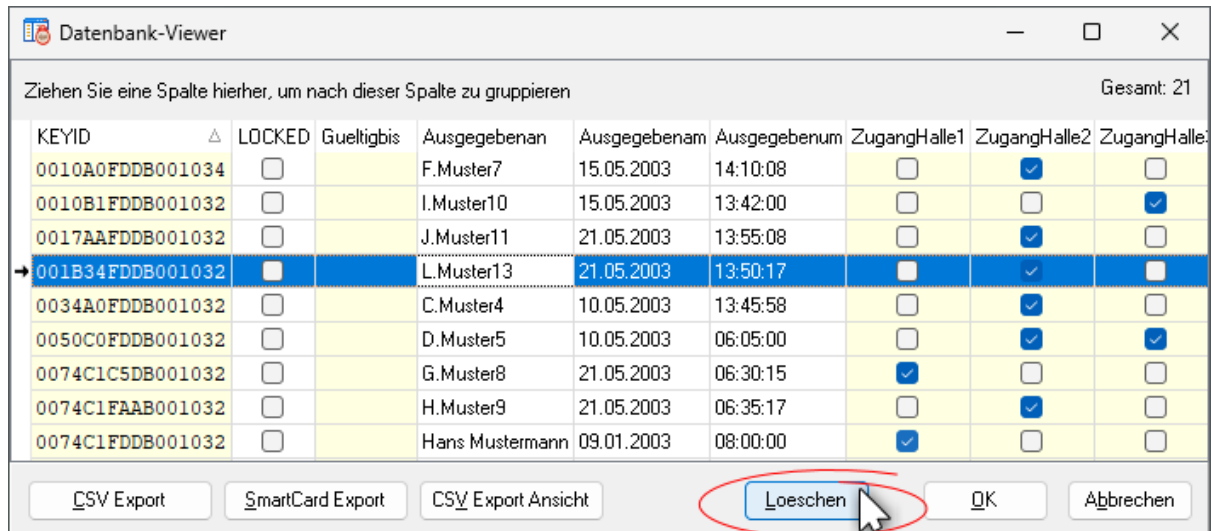 Datenbank-Viewer
Ziehen Sie eine Spalte hierher, um nach dieser Spalte zu gruppieren Gesamt: 21
KEYID LOCKED Gueltigbis Ausgegebenan Ausgegebenam Ausgegebenum ZugangHalle1 ZugangHalle2 ZugangHalle3
0010A0FDDB001034 F.Muster7 15.05.2003 14:10:08
0010B1FDDB001032 I.Muster10 15.05.2003 13:42:00
0017AAFDDB001032 J.Muster11 21.05.2003 13:55:08
001B34FDDB001032 L.Muster13 21.05.2003 13:50:17
0034A0FDDB001032 C.Muster4 10.05.2003 13:45:58
0050C0FDDB001032 D.Muster5 10.05.2003 06:05:00
0074C1C5DB001032 G.Muster8 21.05.2003 06:30:15
0074C1FAAB001032 H.Muster9 21.05.2003 06:35:17
0074C1FDDB001032 Hans Mustermann 09.01.2003 08:00:00
CSV Export SmartCard Export CSV Export Ansicht Loeschen OK Abbrechen